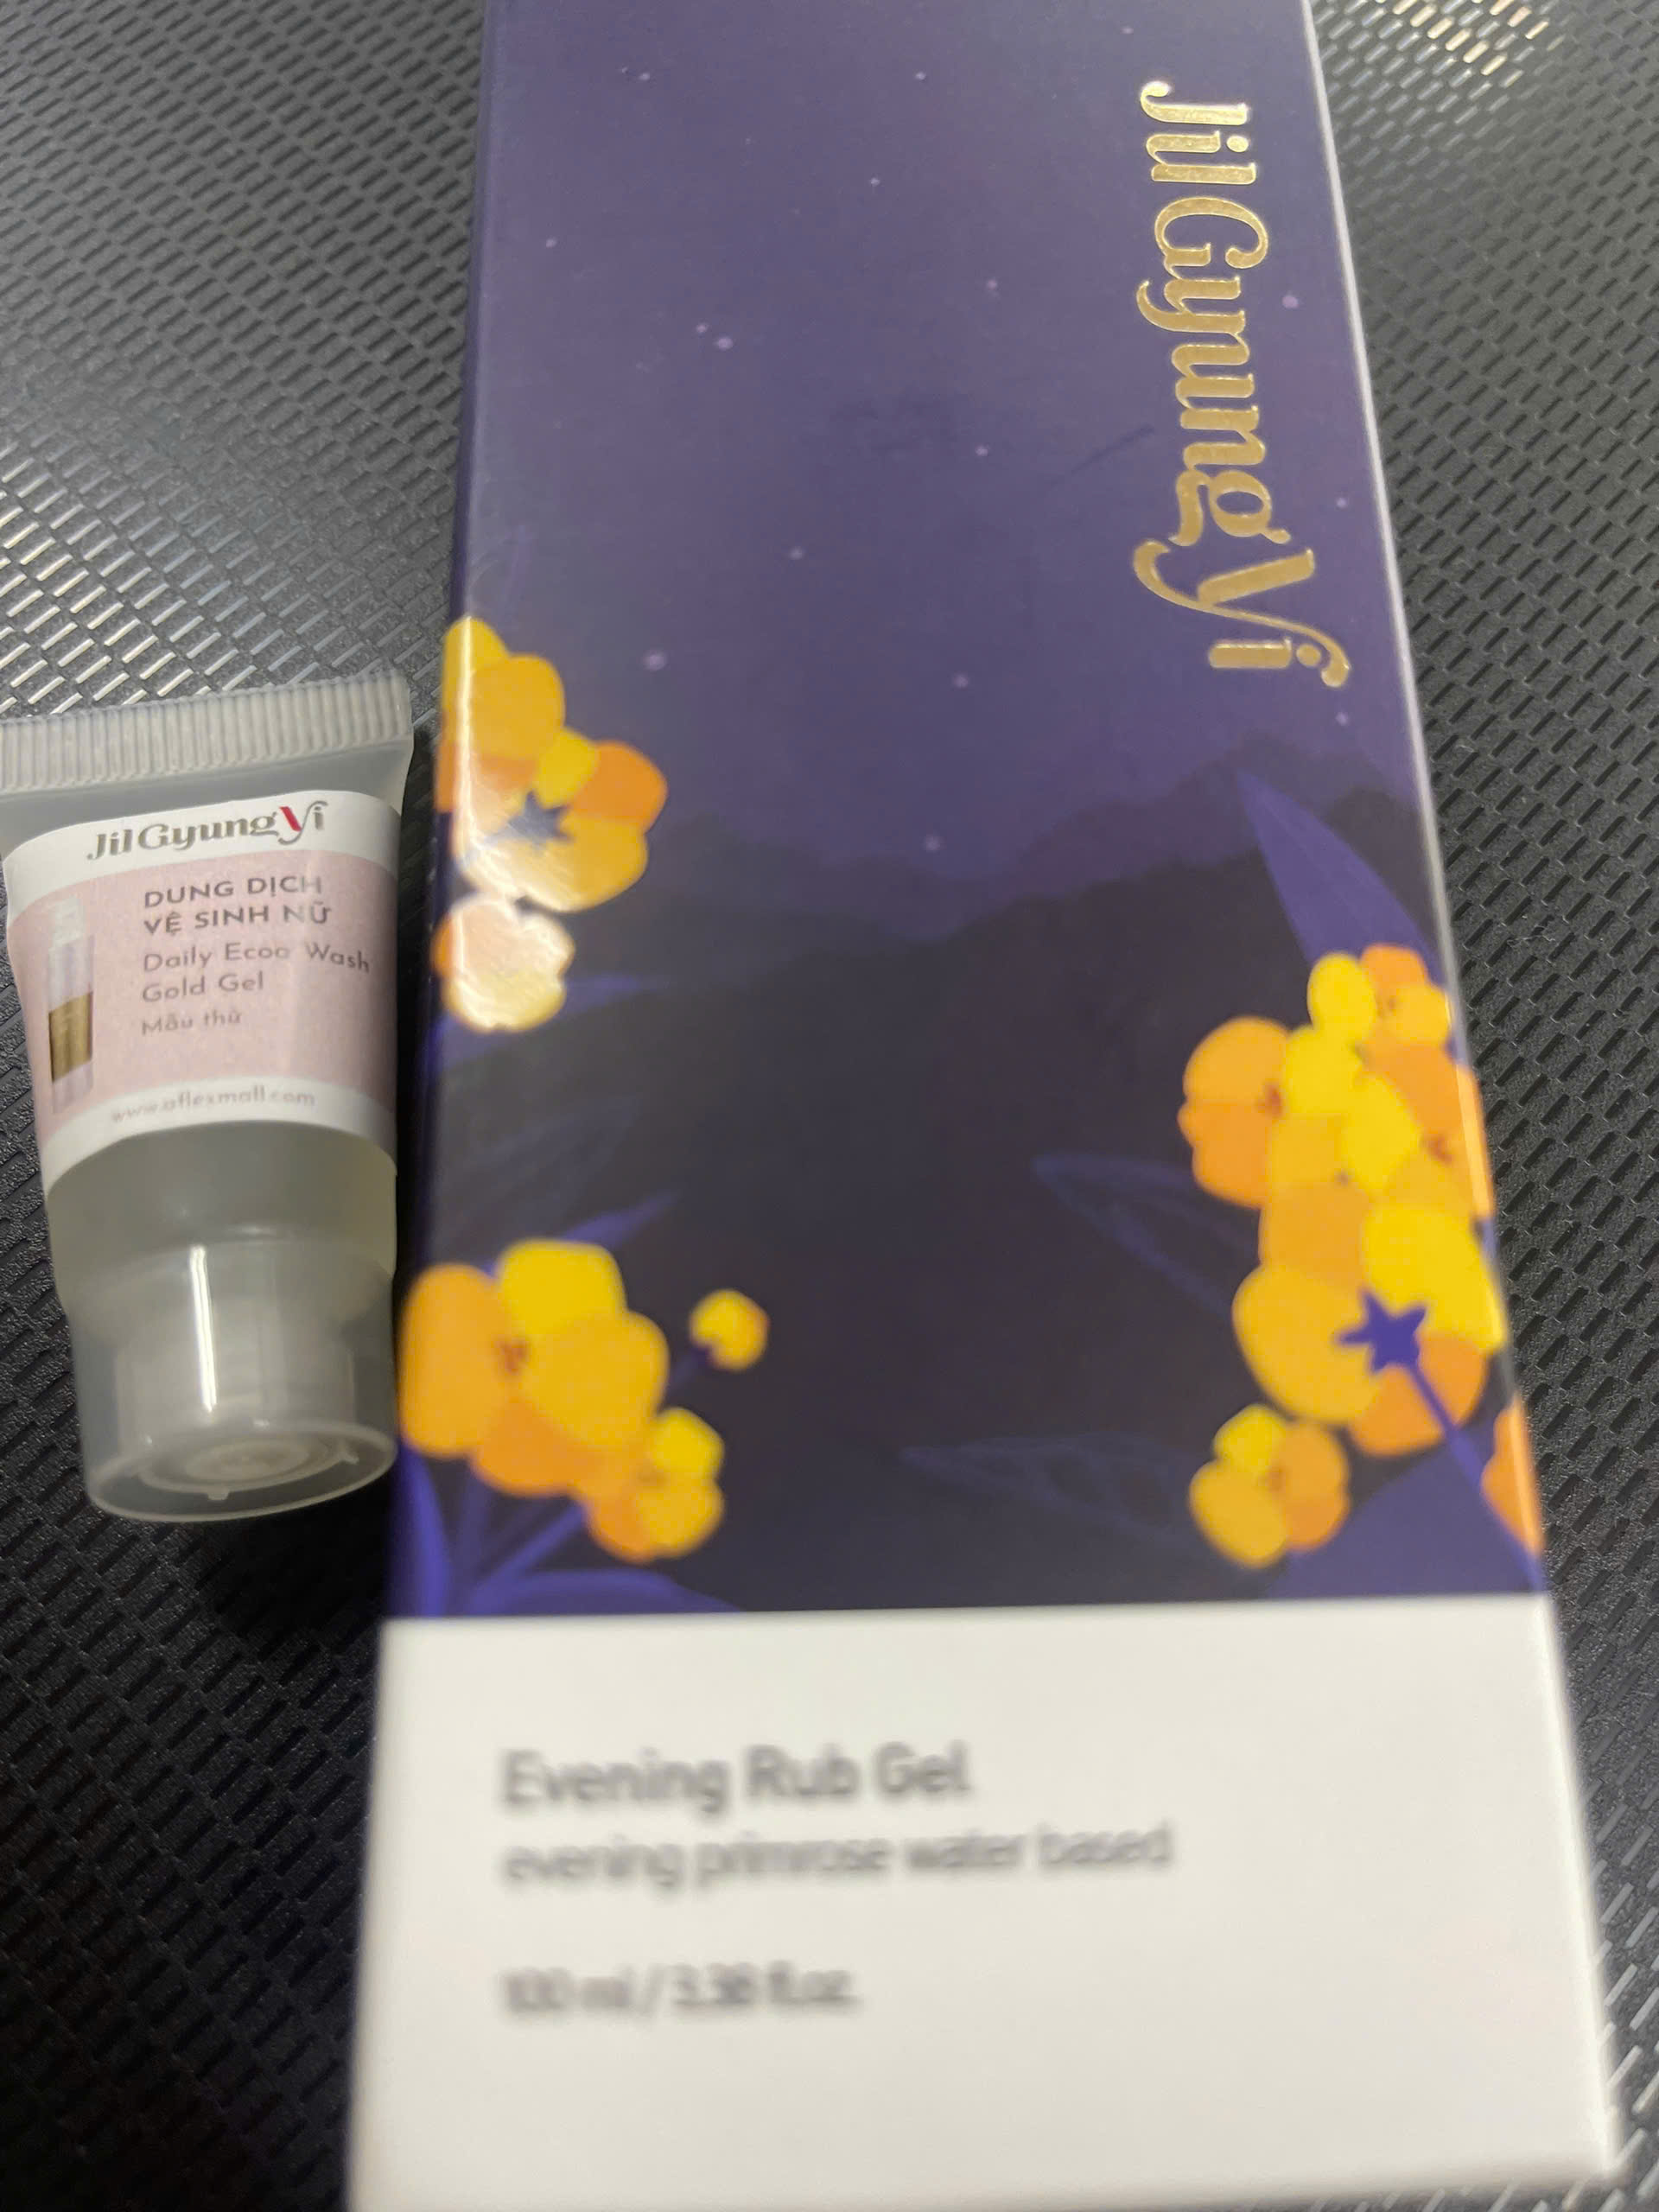 JilGyungYi
JilGyungYi
DUNG DỊCH
VỆ SINH NỮ
Daily Ecoo Wash
Gold Gel
Mẫu thử
www.aflexmall.com
Evening Rub Gel
evening primrose water based
100 ml / 3.38 fl.oz.